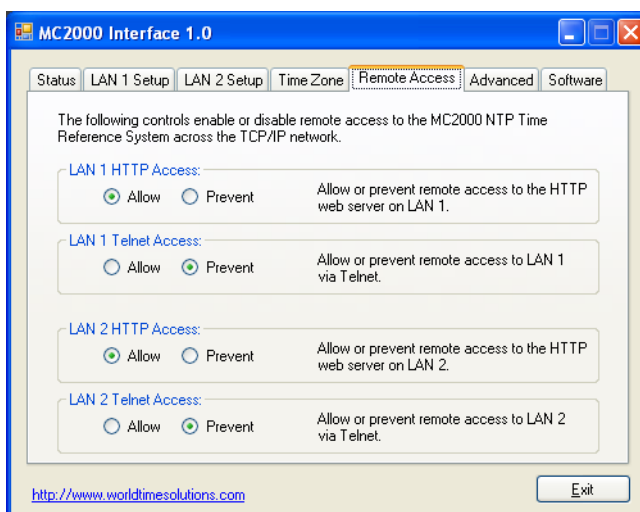 MC2000 Interface 1.0
Status LAN 1 Setup LAN 2 Setup Time Zone Remote Access Advanced Software
The following controls enable or disable remote access to the MC2000 NTP Time
Reference System across the TCP/IP network.
LAN 1 HTTP Access:
Allow Prevent
Allow or prevent remote access to the HTTP
web server on LAN 1.
LAN 1 Telnet Access:
Allow Prevent
Allow or prevent remote access to LAN 1
via Telnet.
LAN 2 HTTP Access:
Allow Prevent
Allow or prevent remote access to the HTTP
web server on LAN 2.
LAN 2 Telnet Access:
Allow Prevent
Allow or prevent remote access to LAN 2
via Telnet.
http://www.worldtimesolutions.com
Exit